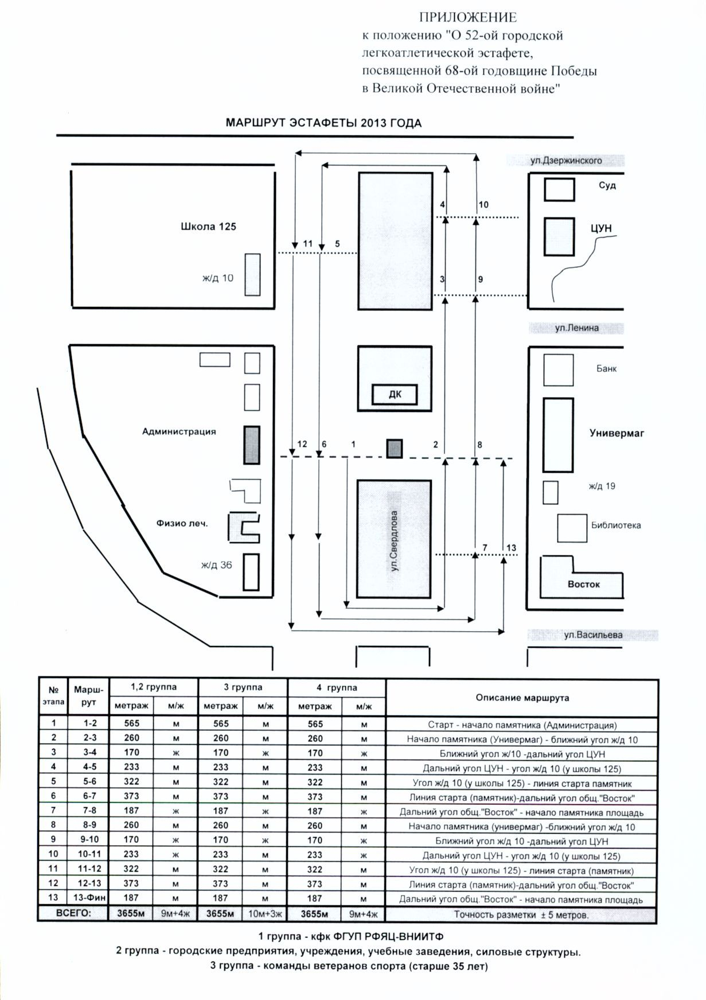 ПРИЛОЖЕНИЕ
к положению "О 52-ой городской
легкоатлетической эстафете,
посвященной 68-ой годовщине Победы
в Великой Отечественной войне"
МАРШРУТ ЭСТАФЕТЫ 2013 ГОДА
ул.Дзержинского
Суд
4 10
Школа 125
ЦУН
11 5
ж/д 10
3 9
ул.Ленина
Банк
ДК
Администрация
Универмаг
12 6 1 2 8
ж/д 19
ул.Свердлова
Физио леч.
Библиотека
7 13
ж/д 36
Восток
ул.Васильева
№ этапа Марш-рут 1,2 группа 3 группа 4 группа Описание маршрута
метраж м/ж метраж м/ж метраж м/ж
1 1-2 565 м 565 м 565 м Старт - начало памятника (Администрация)
2 2-3 260 м 260 м 260 м Начало памятника (Универмаг) - ближний угол ж/д 10
3 3-4 170 ж 170 ж 170 ж Ближний угол ж/10 -дальний угол ЦУН
4 4-5 233 м 233 м 233 м Дальний угол ЦУН - угол ж/д 10 (у школы 125)
5 5-6 322 м 322 м 322 м Угол ж/д 10 (у школы 125) - линия старта памятник
6 6-7 373 м 373 м 373 м Линия старта (памятник)-дальний угол общ."Восток"
7 7-8 187 ж 187 ж 187 ж Дальний угол общ."Восток" - начало памятника площадь
8 8-9 260 м 260 м 260 м Начало памятника (универмаг) -ближний угол ж/д 10
9 9-10 170 ж 170 ж 170 ж Ближний угол ж/д 10 -дальний угол ЦУН
10 10-11 233 ж 233 м 233 ж Дальний угол ЦУН - угол ж/д 10 (у школы 125)
11 11-12 322 м 322 м 322 м Угол ж/д 10 (у школы 125) - линия старта (памятник)
12 12-13 373 м 373 м 373 м Линия старта (памятник)-дальний угол общ."Восток"
13 13-Фин 187 м 187 м 187 м Дальний угол общ."Восток" - начало памятника площадь
ВСЕГО: 3655м 9м+4ж 3655м 10м+3ж 3655м 9м+4ж Точность разметки ± 5 метров.
1 группа - кфк ФГУП РФЯЦ-ВНИИТФ
2 группа - городские предприятия, учреждения, учебные заведения, силовые структуры.
3 группа - команды ветеранов спорта (старше 35 лет)